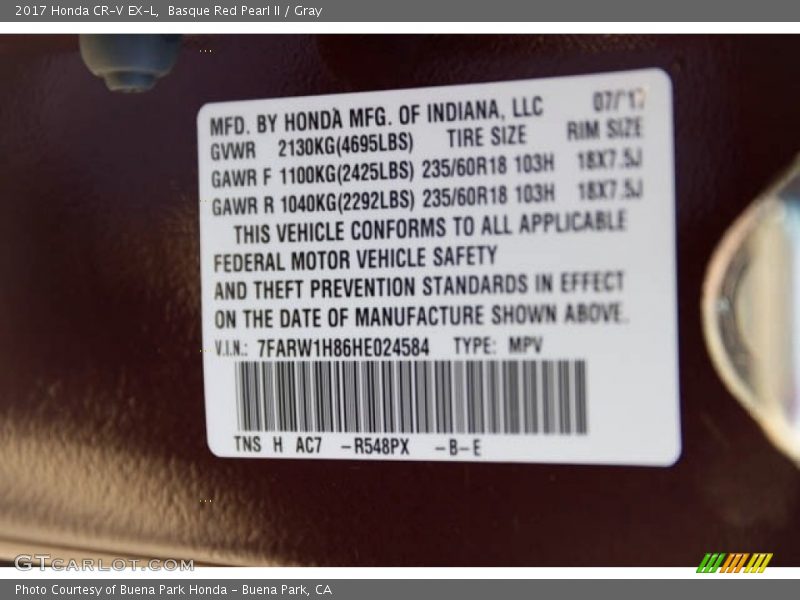 2017 Honda CR-V EX-L, Basque Red Pearl II / Gray
MFD. BY HONDA MFG. OF INDIANA, LLC 07/'17
GVWR 2130KG(4695LBS) TIRE SIZE RIM SIZE
GAWR F 1100KG(2425LBS) 235/60R18 103H 18X7.5J
GAWR R 1040KG(2292LBS) 235/60R18 103H 18X7.5J
THIS VEHICLE CONFORMS TO ALL APPLICABLE
FEDERAL MOTOR VEHICLE SAFETY
AND THEFT PREVENTION STANDARDS IN EFFECT
ON THE DATE OF MANUFACTURE SHOWN ABOVE.
V.I.N.: 7FARW1H86HE024584 TYPE: MPV
TNS H AC7 -R548PX -B-E
GTCARLOT.COM
Photo Courtesy of Buena Park Honda - Buena Park, CA